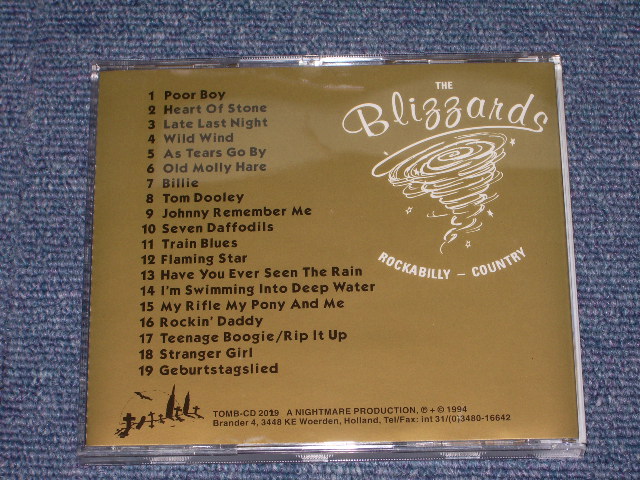 THE
Blizzards
ROCKABILLY – COUNTRY
1 Poor Boy
2 Heart Of Stone
3 Late Last Night
4 Wild Wind
5 As Tears Go By
6 Old Molly Hare
7 Billie
8 Tom Dooley
9 Johnny Remember Me
10 Seven Daffodils
11 Train Blues
12 Flaming Star
13 Have You Ever Seen The Rain
14 I'm Swimming Into Deep Water
15 My Rifle My Pony And Me
16 Rockin' Daddy
17 Teenage Boogie/Rip It Up
18 Stranger Girl
19 Geburtstagslied
TOMB-CD 2019 A NIGHTMARE PRODUCTION, ℗ + © 1994
Brander 4, 3448 KE Woerden, Holland, Tel/Fax: int 31/(0)3480-16642